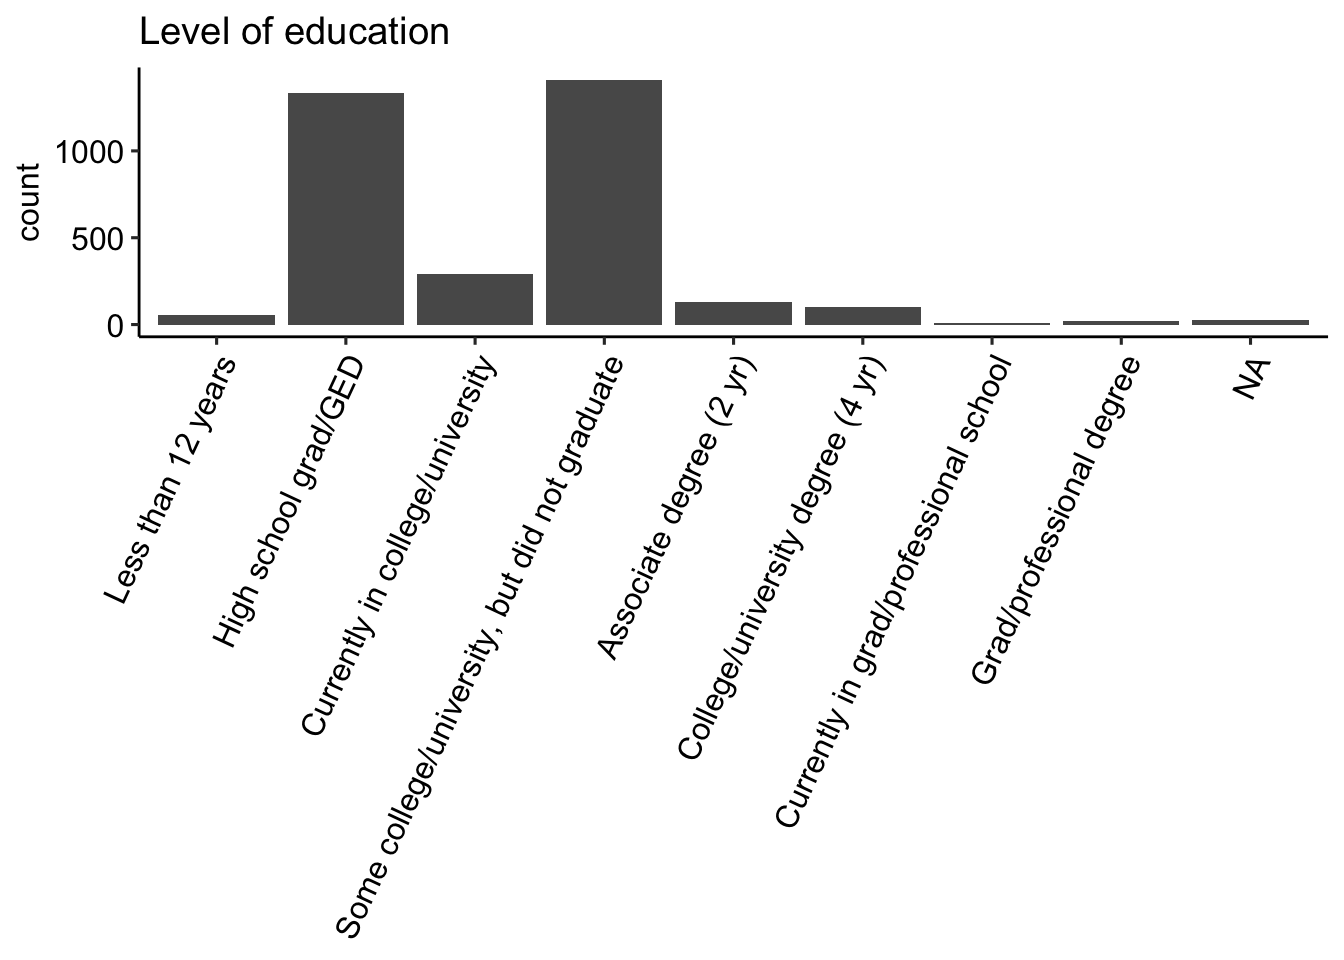 Level of education
count
1000
500
0
Less than 12 years
High school grad/GED
Currently in college/university
Some college/university, but did not graduate
Associate degree (2 yr)
College/university degree (4 yr)
Currently in grad/professional school
Grad/professional degree
NA